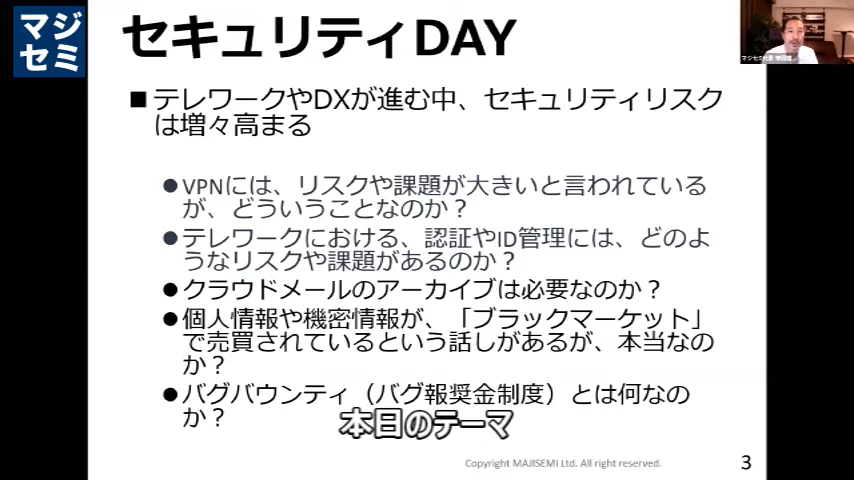 マジ
セミ
セキュリティDAY
■テレワークやDXが進む中、セキュリティリスク
は増々高まる
●VPNには、リスクや課題が大きいと言われている
が、どういうことなのか？
●テレワークにおける、認証やID管理には、どのよ
うなリスクや課題があるのか？
●クラウドメールのアーカイブは必要なのか？
●個人情報や機密情報が、「ブラックマーケット」
で売買されているという話しがあるが、本当なの
か？
●バグバウンティ（バグ報奨金制度）とは何なの
か？
本日のテーマ
Copyright MAJISEMI Ltd. All right reserved.
3